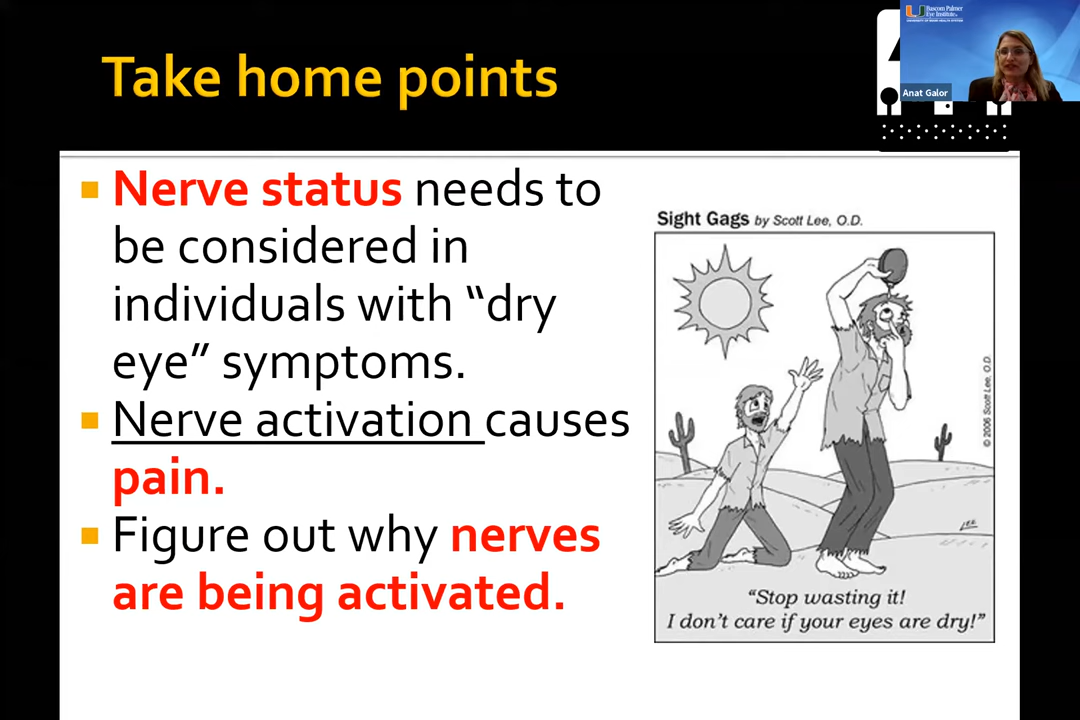 Take home points
Bascom Palmer
Eye Institute
UNIVERSITY OF MIAMI HEALTH SYSTEM
Anat Galor
Nerve status needs to
be considered in
individuals with “dry
eye” symptoms.
Nerve activation causes
pain.
Figure out why nerves
are being activated.
Sight Gags by Scott Lee, O.D.
© 2006 Scott Lee, O.D.
LEE
“Stop wasting it!
I don’t care if your eyes are dry!”